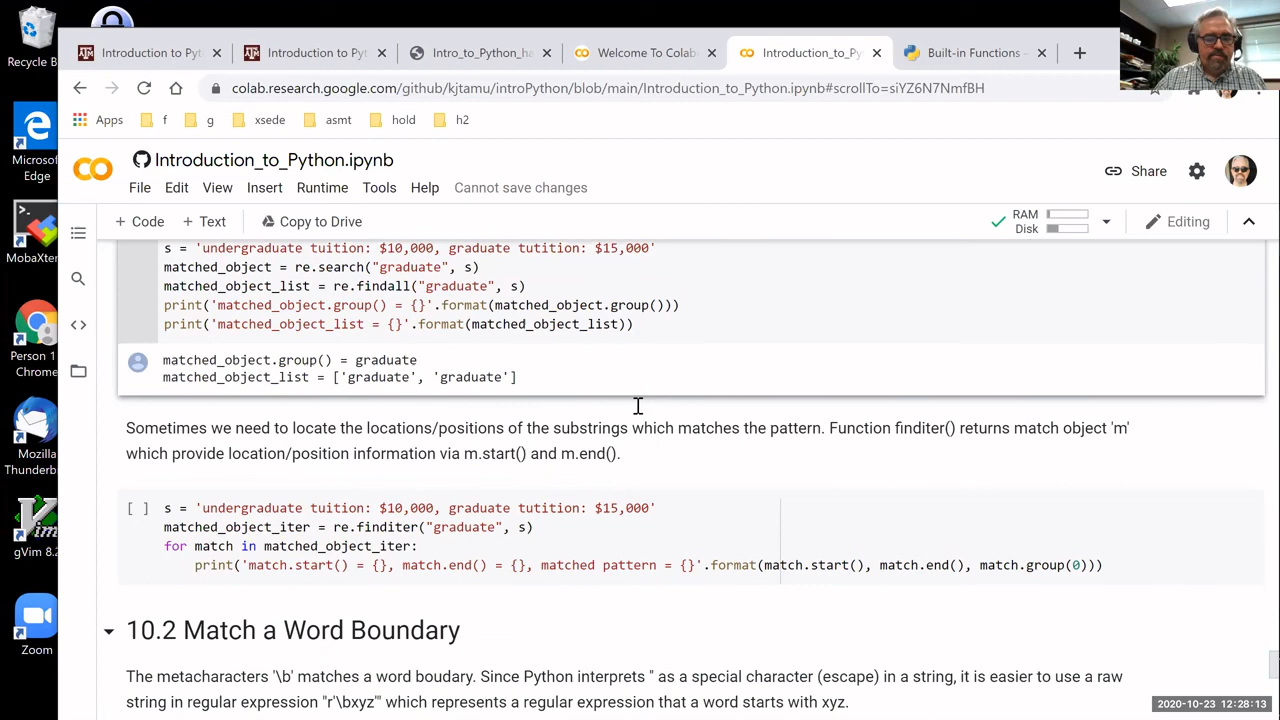 Recycle B
Introduction to Pyt
Introduction to Pyt
Intro_to_Python
Welcome To Colab
Introduction_to_Py
Built-in Functions —
colab.research.google.com/github/kjtamu/introPython/blob/main/Introduction_to_Python.ipynb#scrollTo=siYZ6N7NmfBH
Apps f g xsede asmt hold h2
Microsof
Edge
Introduction_to_Python.ipynb
Share
File Edit View Insert Runtime Tools Help Cannot save changes
+ Code + Text Copy to Drive
RAM
Disk
Editing
MobaXter
s = 'undergraduate tuition: $10,000, graduate tutition: $15,000'
matched_object = re.search("graduate", s)
matched_object_list = re.findall("graduate", s)
print('matched_object.group() = {}'.format(matched_object.group()))
print('matched_object_list = {}'.format(matched_object_list))
Person 1
Chrome
matched_object.group() = graduate
matched_object_list = ['graduate', 'graduate']
Sometimes we need to locate the locations/positions of the substrings which matches the pattern. Function finditer() returns match object 'm'
which provide location/position information via m.start() and m.end().
Mozilla
Thunderb
[ ] s = 'undergraduate tuition: $10,000, graduate tutition: $15,000'
matched_object_iter = re.finditer("graduate", s)
for match in matched_object_iter:
print('match.start() = {}, match.end() = {}, matched pattern = {}'.format(match.start(), match.end(), match.group(0)))
gVim 8.2
10.2 Match a Word Boundary
Zoom
The metacharacters '\b' matches a word boudary. Since Python interprets '' as a special character (escape) in a string, it is easier to use a raw
string in regular expression "r'\bxyz'" which represents a regular expression that a word starts with xyz.
2020-10-23 12:28:13